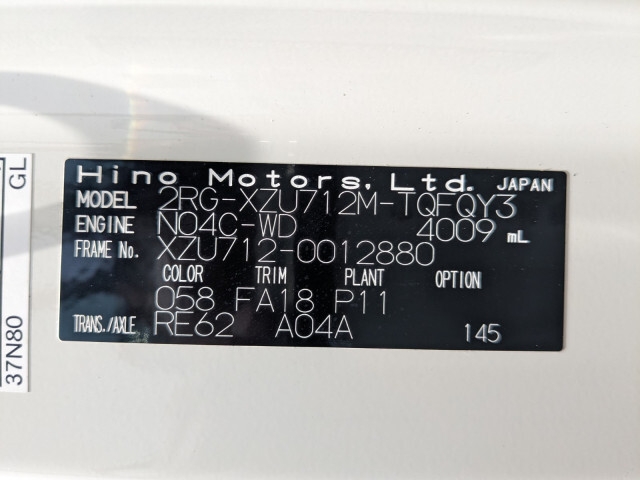 Hino Motors, Ltd. JAPAN
MODEL 2RG-XZU712M-TQFQY3
ENGINE N04C-WD 4009 mL
FRAME No. XZU712-0012880
COLOR TRIM PLANT OPTION
058 FA18 P11
TRANS./AXLE RE62 A04A 145
GL
37N80